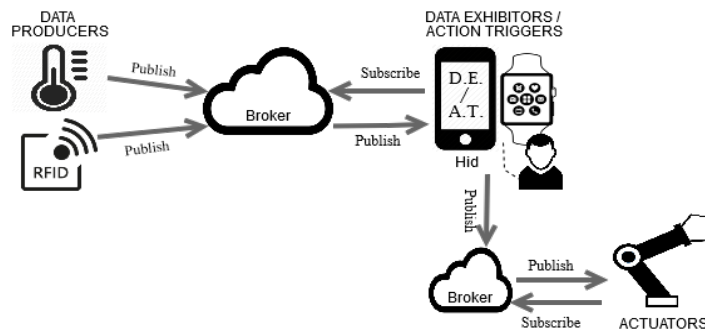 DATA
PRODUCERS
DATA EXHIBITORS /
ACTION TRIGGERS
Publish
Subscribe
D.E.
/
A.T.
Broker
Publish
Publish
RFID
Hid
Publish
Publish
Broker
Subscribe
ACTUATORS